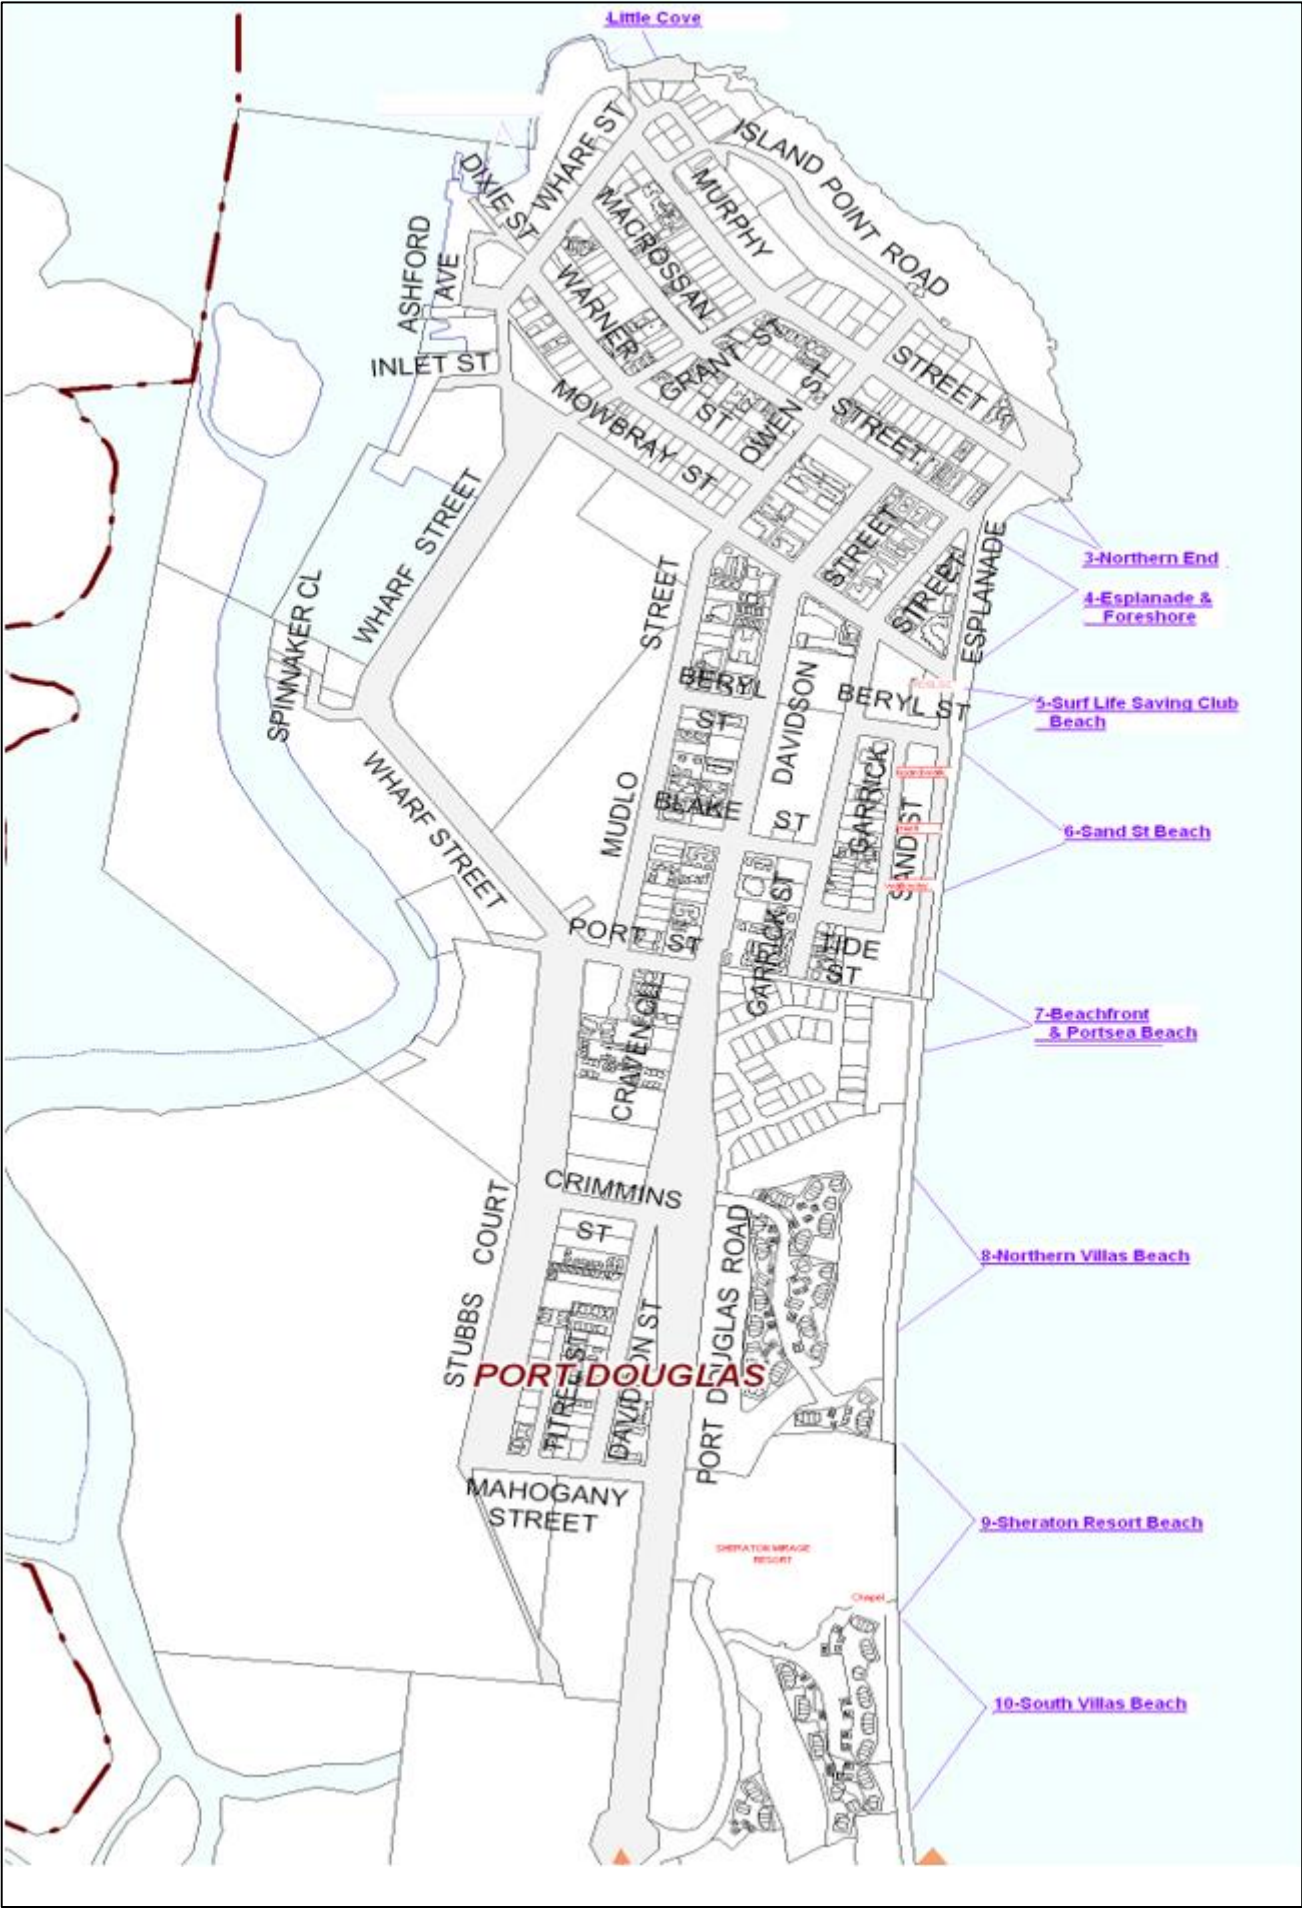 Little Cove
ISLAND POINT ROAD
WHARF ST
DIXIE ST
MURPHY
MACROSSAN
ASHFORD
AVE
WARNER
GRANT ST
INLET ST
STREET
MOWBRAY ST
ST
OWEN ST
STREET
WHARF STREET
STREET
STREET
ESPLANADE
3-Northern End
4-Esplanade &
Foreshore
SPINNAKER CL
STREET
BERYL
ST
DAVIDSON
BERYL ST
5-Surf Life Saving Club
Beach
WHARF STREET
MUDLO
BLAKE
ST
GARRICK
SAND ST
6-Sand St Beach
PORT ST
GARRICK ST
TIDE
ST
CRAVEN CL
7-Beachfront
& Portsea Beach
CRIMMINS
ST
STUBBS COURT
8-Northern Villas Beach
PORT DOUGLAS ROAD
DAVIDSON ST
TI TREE ST
PORT DOUGLAS
MAHOGANY
STREET
9-Sheraton Resort Beach
SHERATON MIRAGE
RESORT
Chapel
10-South Villas Beach